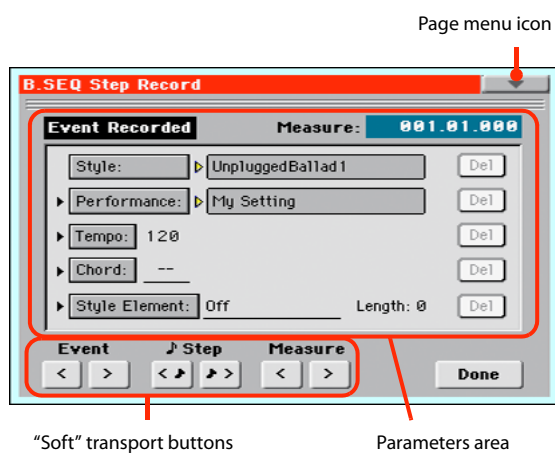 Page menu icon
B.SEQ Step Record
Event Recorded Measure: 001.01.000
Style: UnpluggedBallad1 Del
Performance: My Setting Del
Tempo: 120 Del
Chord: -- Del
Style Element: Off Length: 0 Del
Event ♪ Step Measure
< > < ♪ ♪ > < > Done
“Soft” transport buttons Parameters area